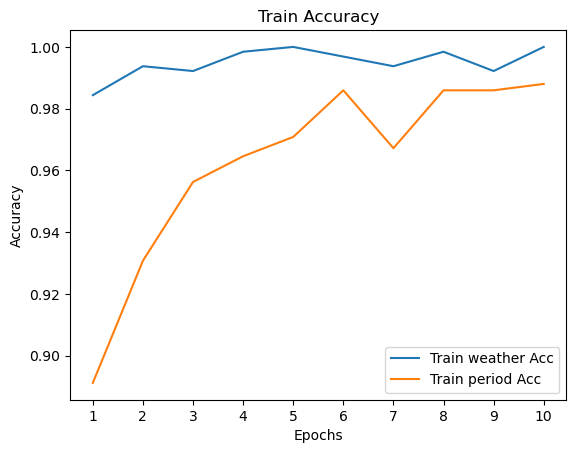 Train Accuracy
1.00
0.98
0.96
0.94
0.92
0.90
Accuracy
Train weather Acc
Train period Acc
1 2 3 4 5 6 7 8 9 10
Epochs